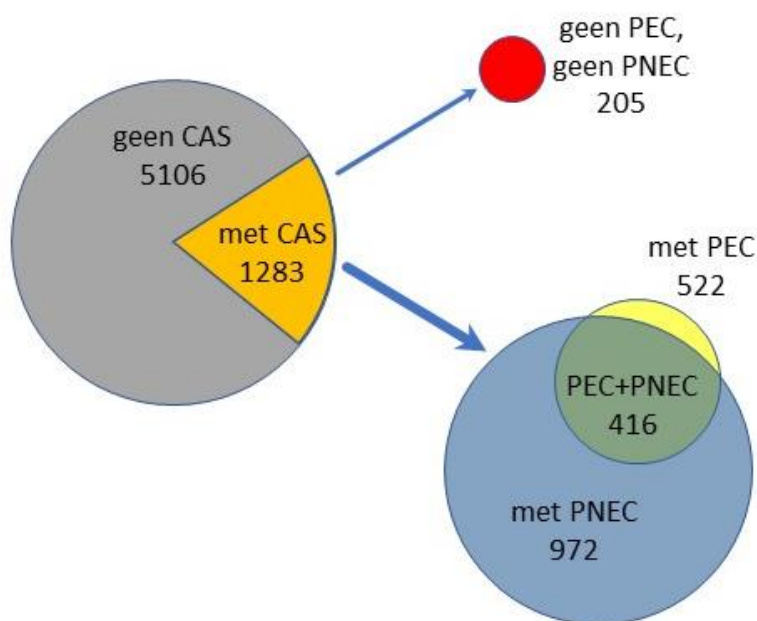 geen CAS
5106
met CAS
1283
geen PEC,
geen PNEC
205
met PEC
522
PEC+PNEC
416
met PNEC
972